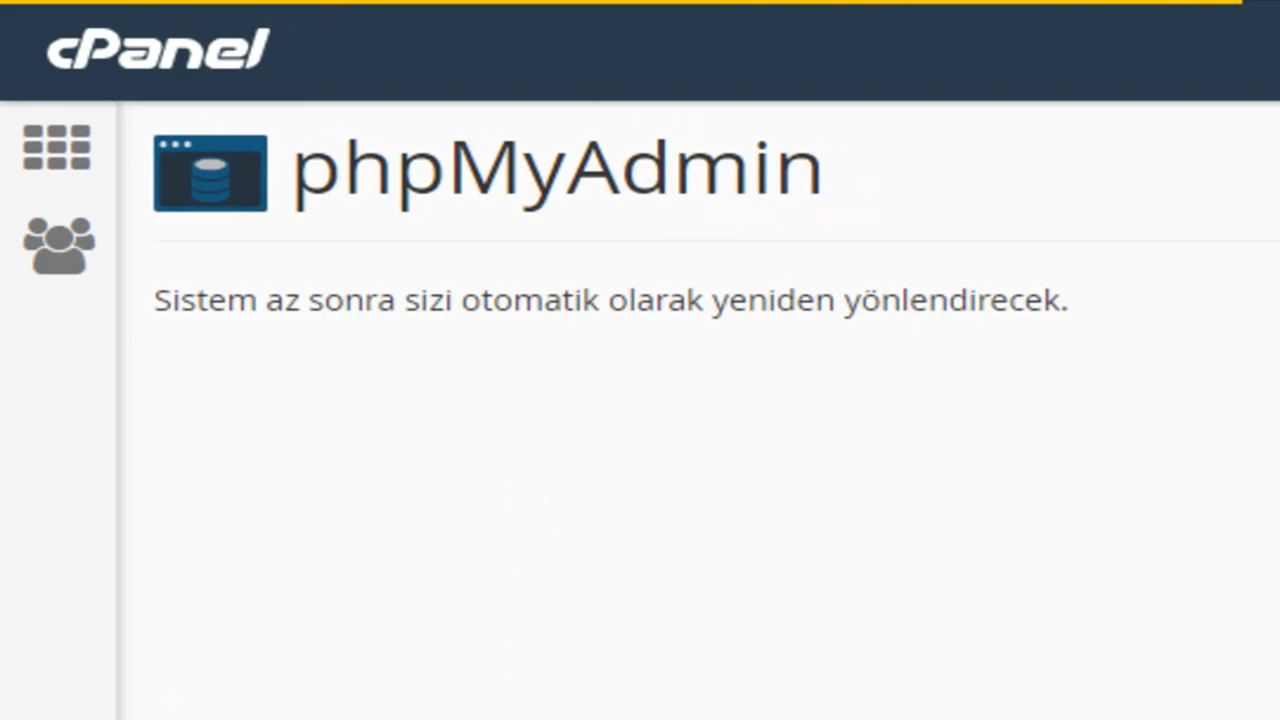 cPanel
phpMyAdmin
Sistem az sonra sizi otomatik olarak yeniden yönlendirecek.